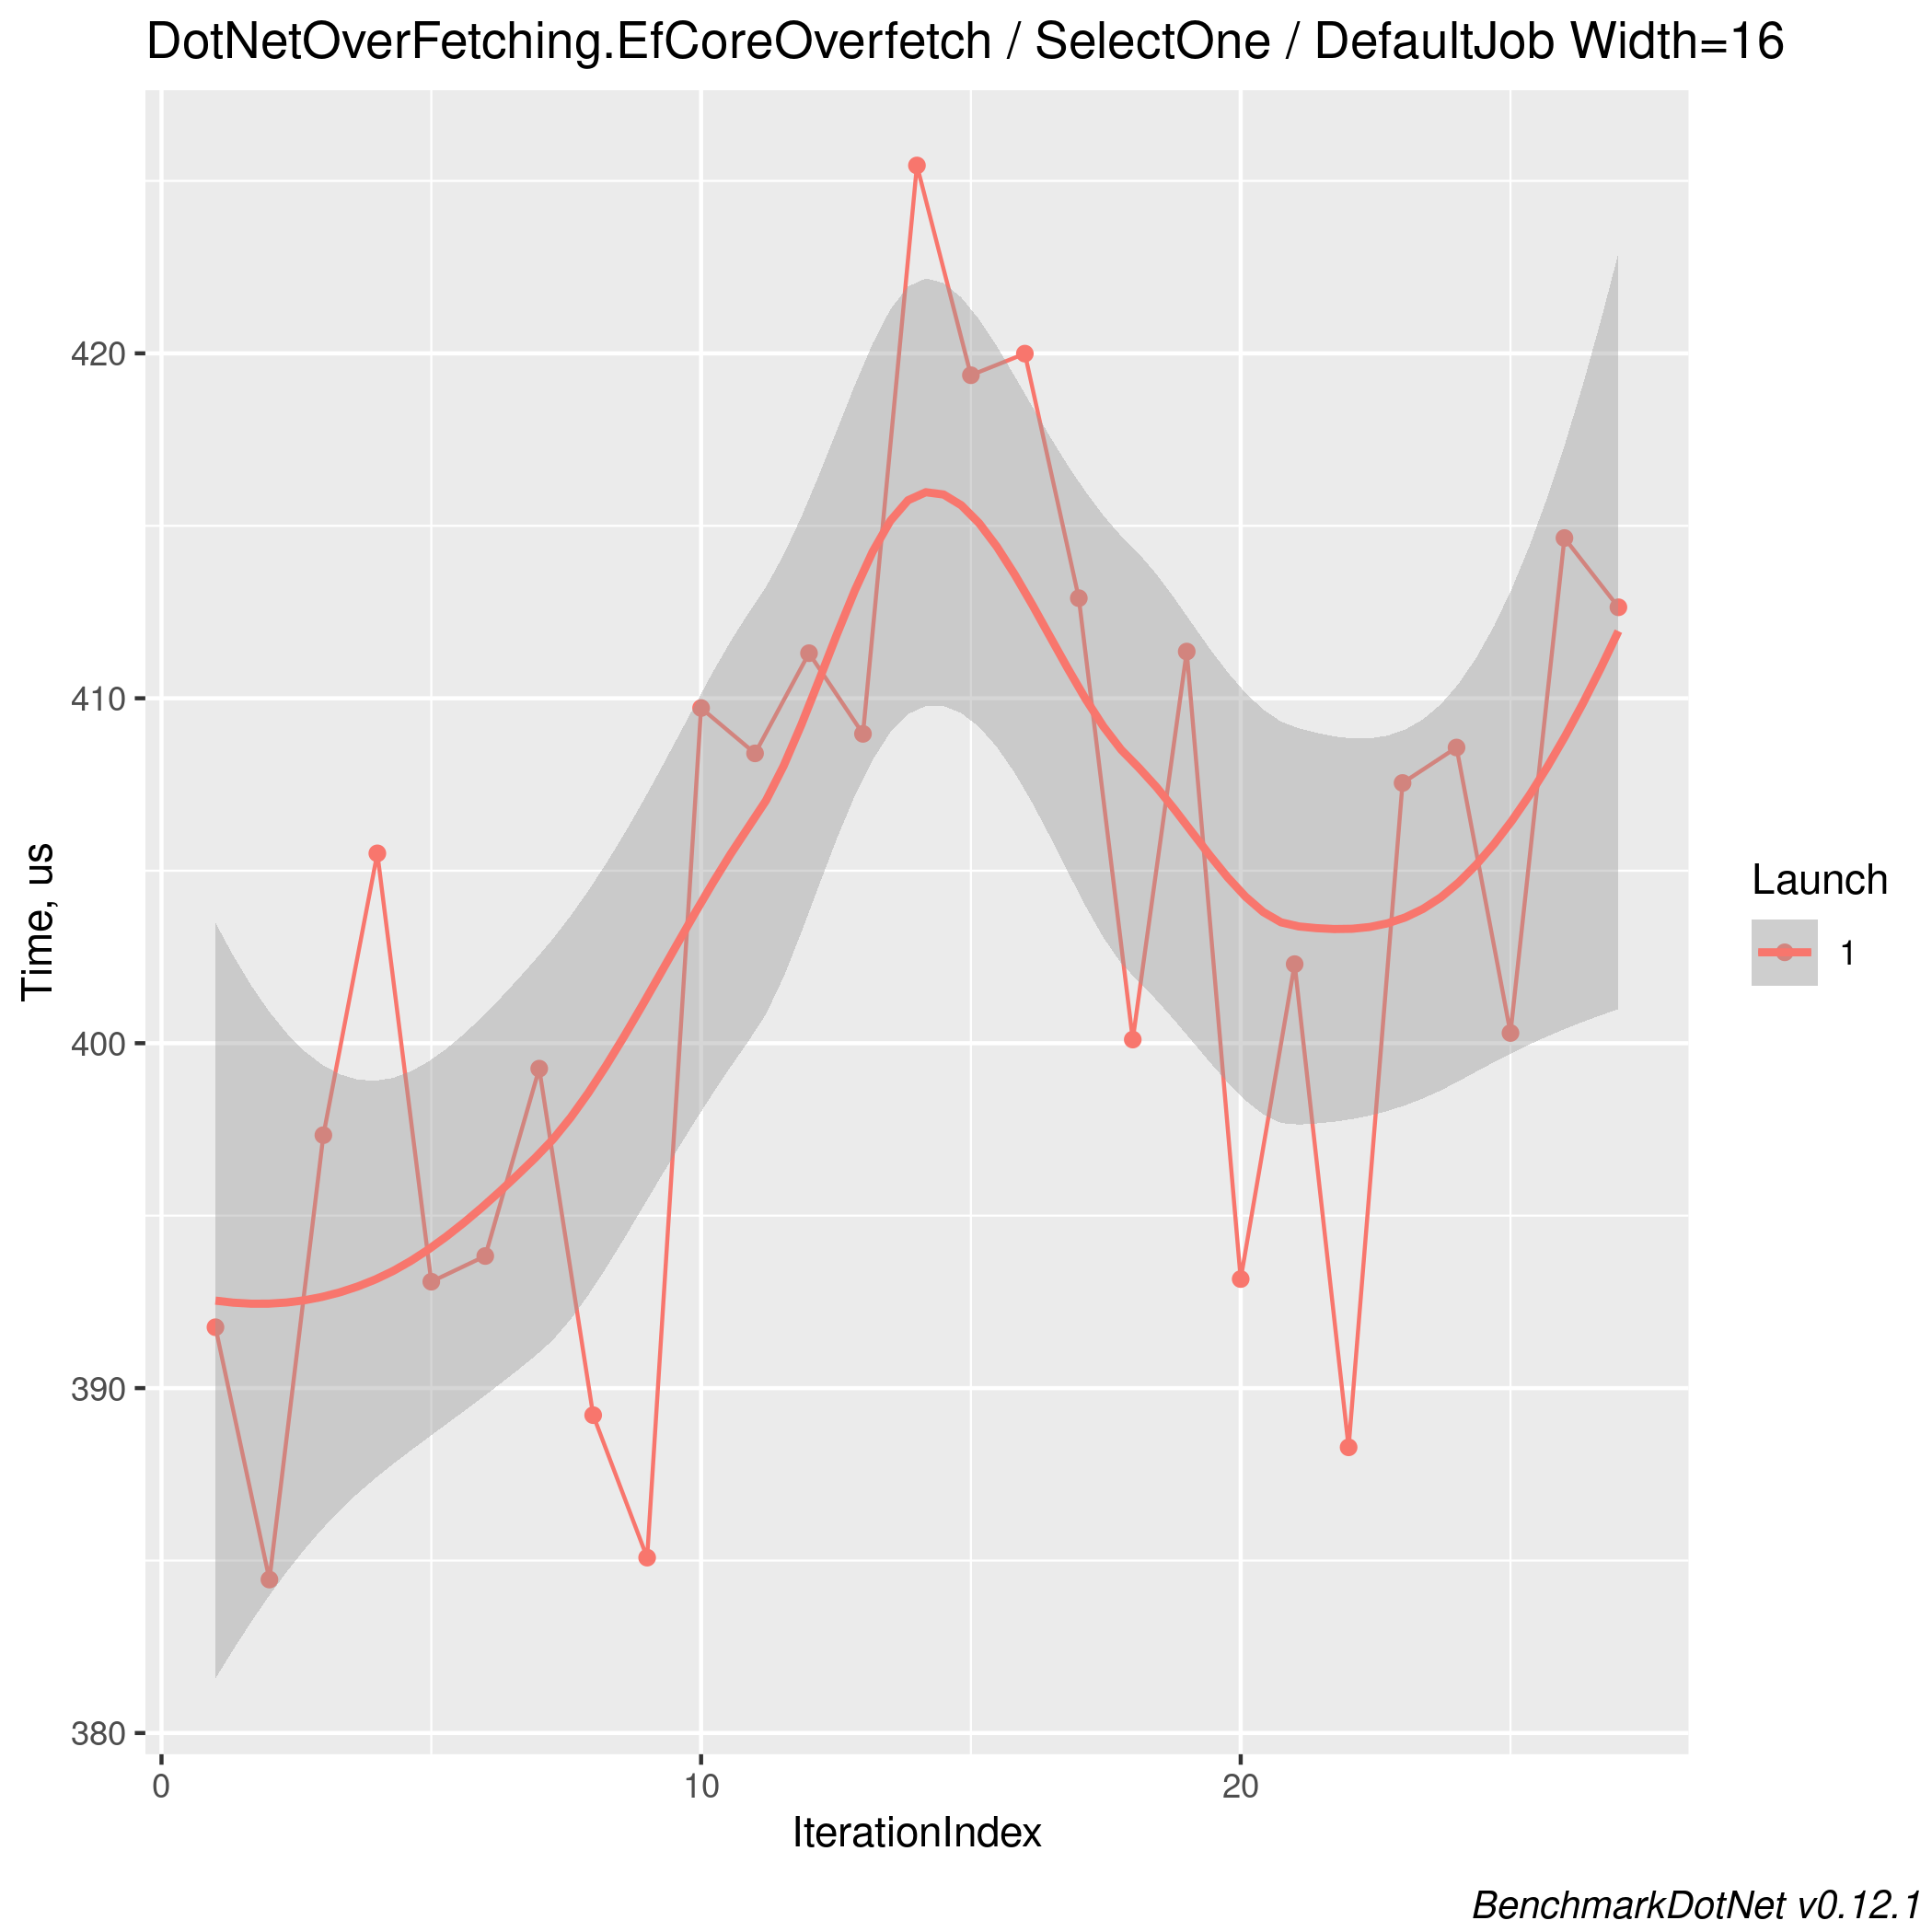 DotNetOverFetching.EfCoreOverfetch / SelectOne / DefaultJob Width=16
Time, us
420
410
400
390
380
0 10 20
IterationIndex
Launch
1
BenchmarkDotNet v0.12.1